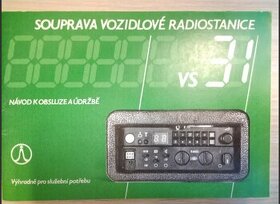 SOUPRAVA VOZIDLOVÉ RADIOSTANICE
VS 31
NÁVOD K OBSLUZE A ÚDRŽBĚ
Výhradně pro služební potřebu